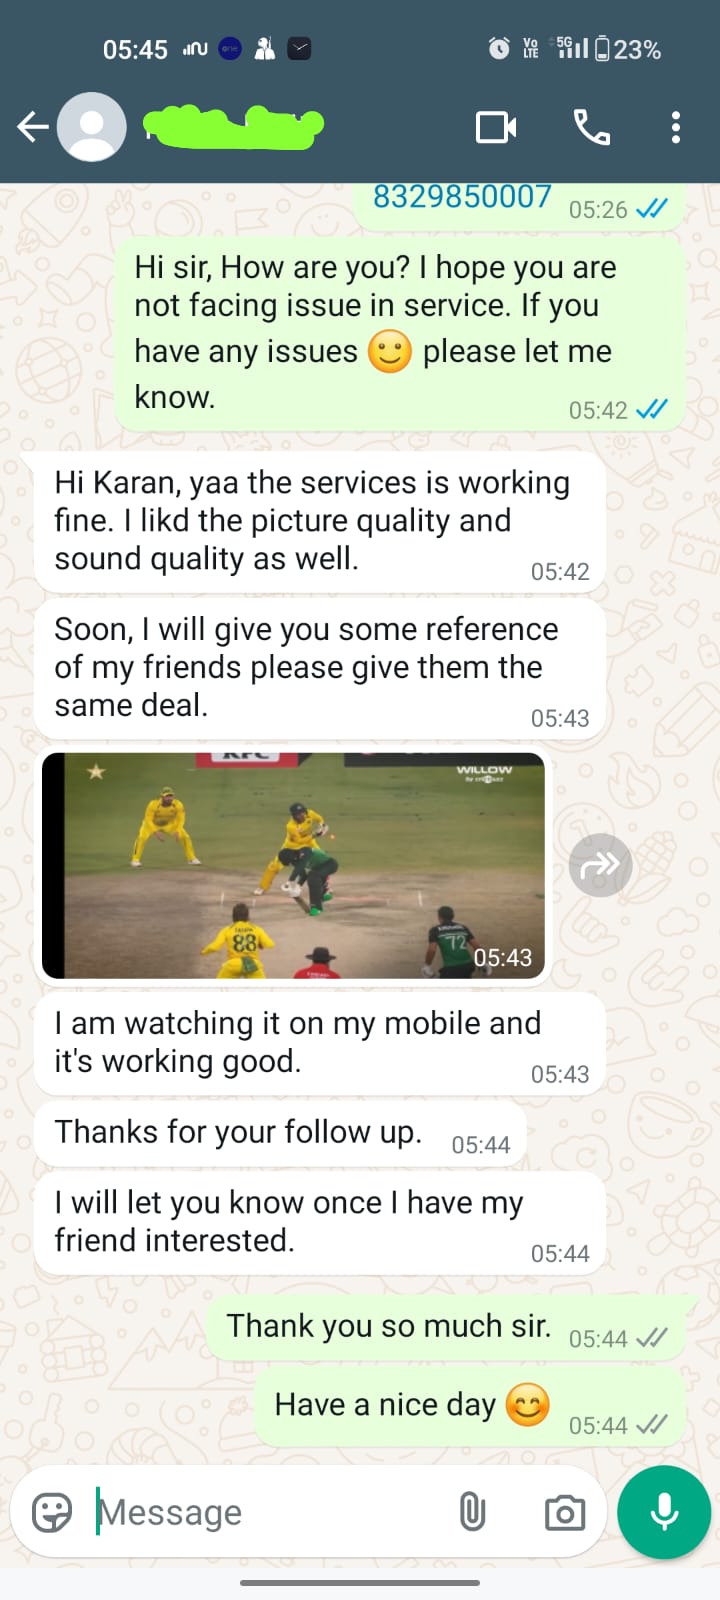 05:45
one
Vo
LTE
5G
23%
8329850007
05:26
Hi sir, How are you? I hope you are
not facing issue in service. If you
have any issues 🙂 please let me
know.
05:42
Hi Karan, yaa the services is working
fine. I likd the picture quality and
sound quality as well.
05:42
Soon, I will give you some reference
of my friends please give them the
same deal.
05:43
KFC
WILLOW
88
72
05:43
I am watching it on my mobile and
it's working good.
05:43
Thanks for your follow up.
05:44
I will let you know once I have my
friend interested.
05:44
Thank you so much sir.
05:44
Have a nice day 😊
05:44
Message